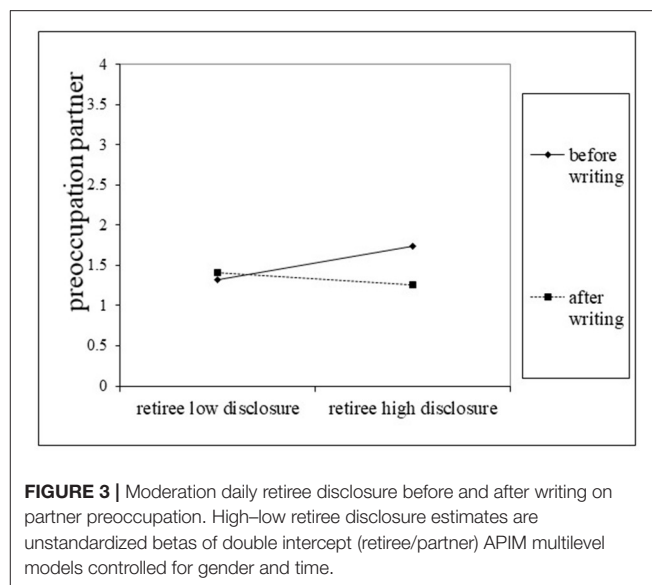 preoccupation partner
4
3.5
3
2.5
2
1.5
1
0.5
0
retiree low disclosure
retiree high disclosure
before
writing
after
writing
FIGURE 3 | Moderation daily retiree disclosure before and after writing on
partner preoccupation. High–low retiree disclosure estimates are
unstandardized betas of double intercept (retiree/partner) APIM multilevel
models controlled for gender and time.